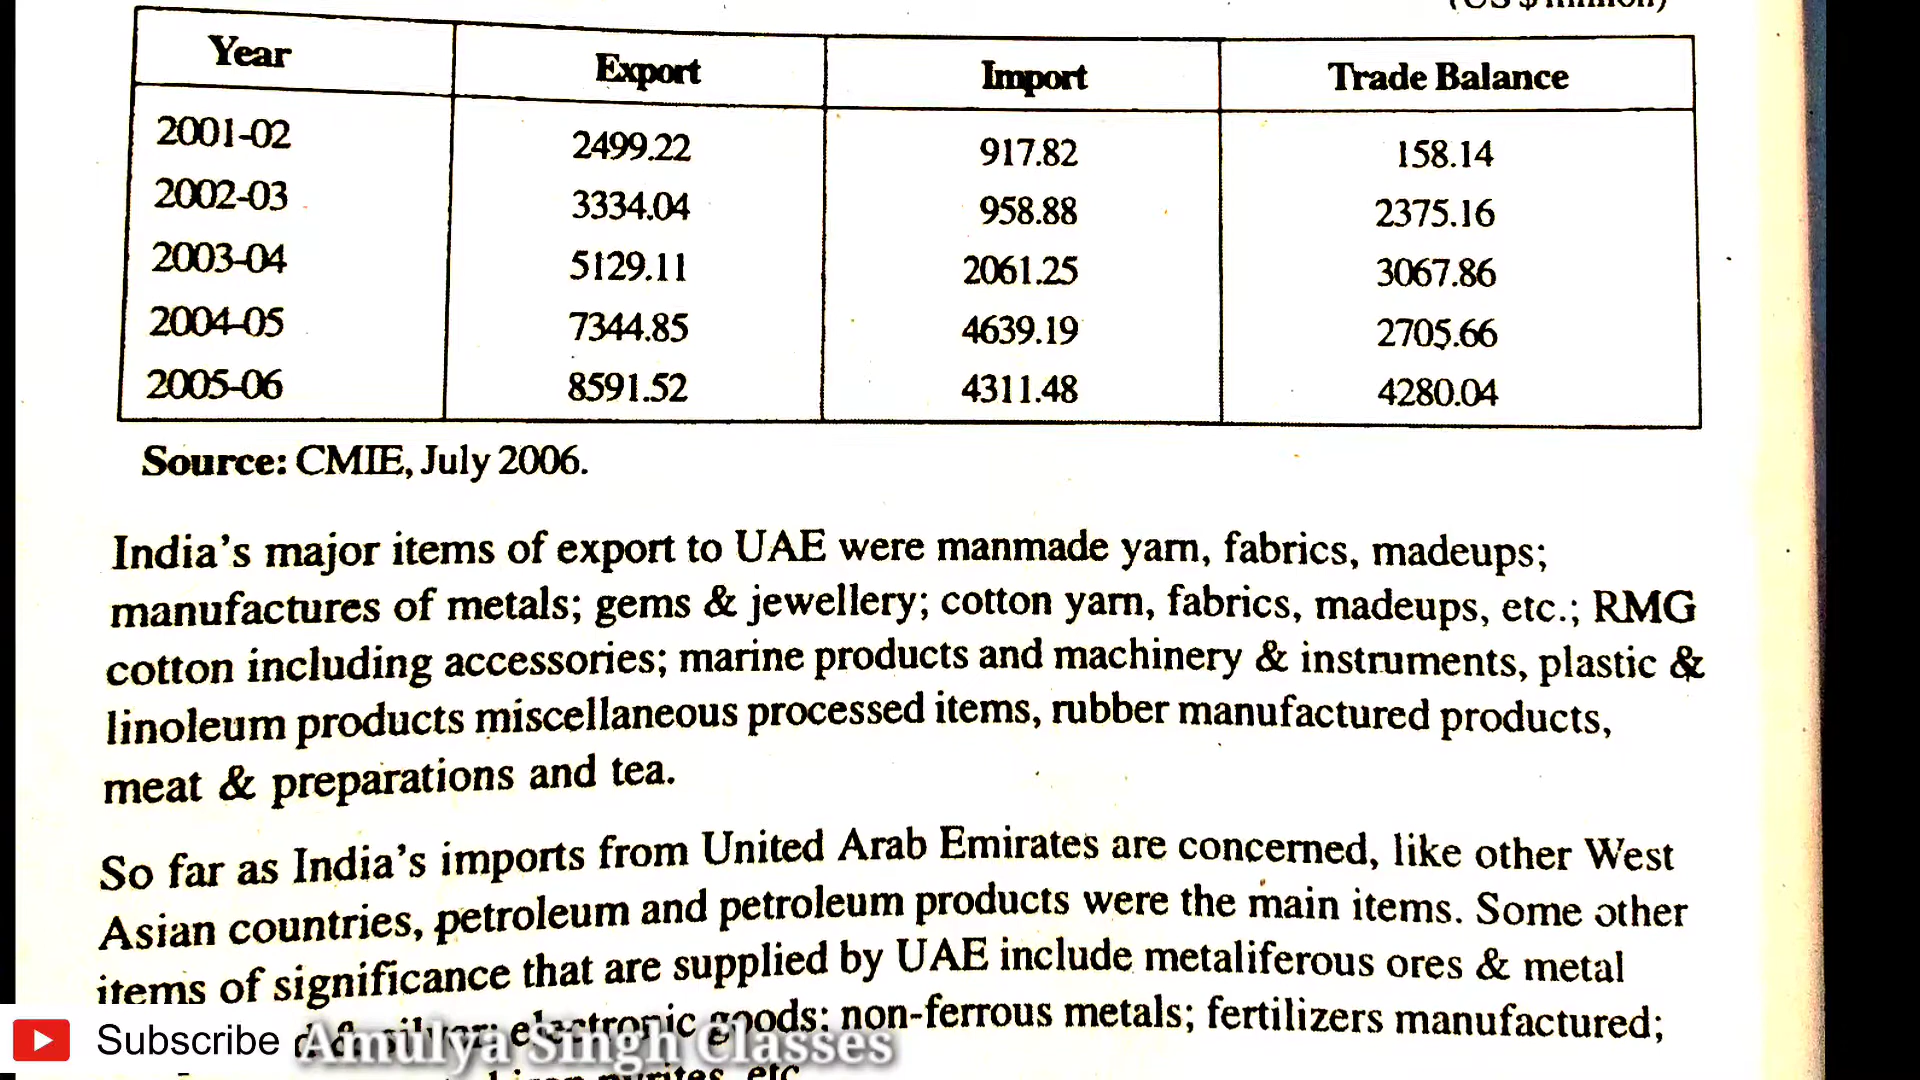 (US $ million)
Year Export Import Trade Balance
2001-02 2499.22 917.82 158.14
2002-03 3334.04 958.88 2375.16
2003-04 5129.11 2061.25 3067.86
2004-05 7344.85 4639.19 2705.66
2005-06 8591.52 4311.48 4280.04
Source: CMIE, July 2006.
India's major items of export to UAE were manmade yarn, fabrics, madeups;
manufactures of metals; gems & jewellery; cotton yarn, fabrics, madeups, etc.; RMG
cotton including accessories; marine products and machinery & instruments, plastic &
linoleum products miscellaneous processed items, rubber manufactured products,
meat & preparations and tea.
So far as India's imports from United Arab Emirates are concerned, like other West
Asian countries, petroleum and petroleum products were the main items. Some other
items of significance that are supplied by UAE include metaliferous ores & metal
& silver; electronic goods; non-ferrous metals; fertilizers manufactured;
pyrites, etc
Subscribe Amulya Singh Classes